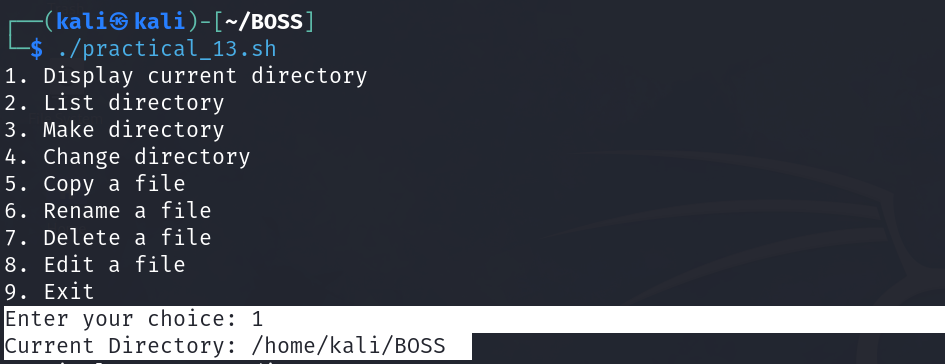 ┌──(kali㉿kali)-[~/BOSS]
└─$ ./practical_13.sh
1. Display current directory
2. List directory
3. Make directory
4. Change directory
5. Copy a file
6. Rename a file
7. Delete a file
8. Edit a file
9. Exit
Enter your choice: 1
Current Directory: /home/kali/BOSS